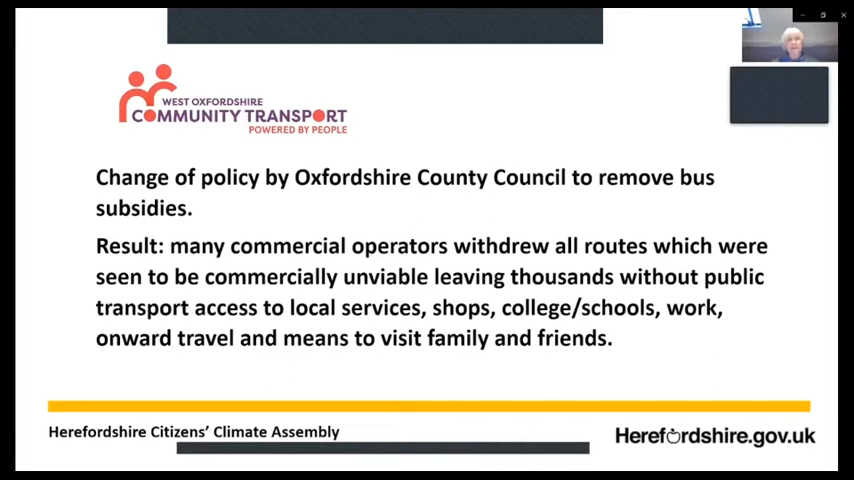 WEST OXFORDSHIRE
COMMUNITY TRANSPORT
POWERED BY PEOPLE
Change of policy by Oxfordshire County Council to remove bus
subsidies.
Result: many commercial operators withdrew all routes which were
seen to be commercially unviable leaving thousands without public
transport access to local services, shops, college/schools, work,
onward travel and means to visit family and friends.
Herefordshire Citizens' Climate Assembly
Herefordshire.gov.uk